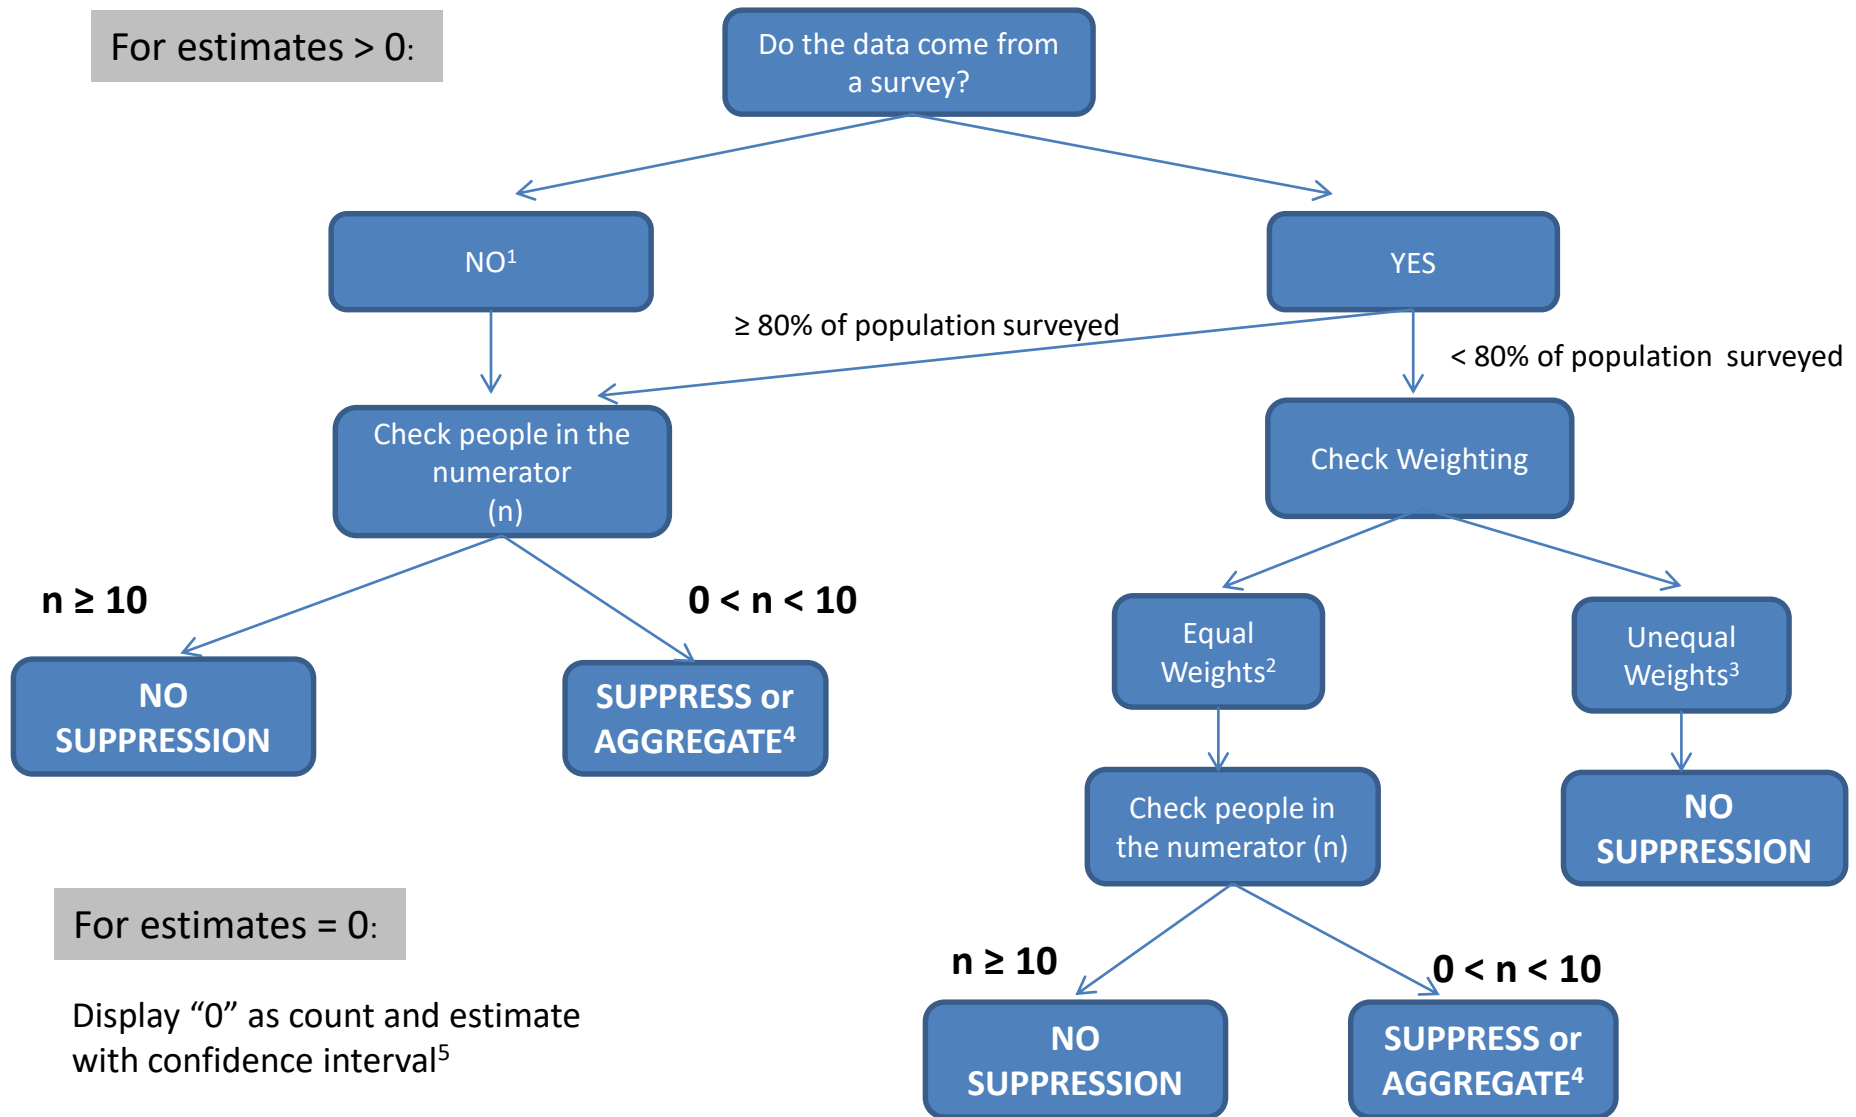 For estimates > 0:
Do the data come from
a survey?
NO¹
YES
≥ 80% of population surveyed
< 80% of population  surveyed
Check people in the
numerator
(n)
Check Weighting
n ≥ 10
0 < n < 10
Equal
Weights²
Unequal
Weights³
NO
SUPPRESSION
SUPPRESS or
AGGREGATE⁴
Check people in
the numerator (n)
NO
SUPPRESSION
For estimates = 0:
n ≥ 10
0 < n < 10
Display “0” as count and estimate
with confidence interval⁵
NO
SUPPRESSION
SUPPRESS or
AGGREGATE⁴